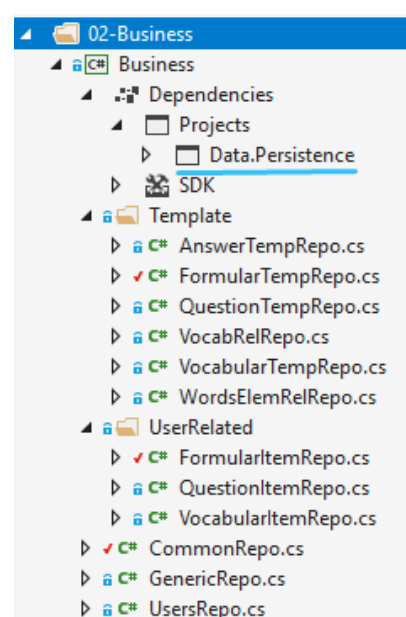 02-Business
C# Business
Dependencies
Projects
Data.Persistence
SDK
Template
C# AnswerTempRepo.cs
C# FormularTempRepo.cs
C# QuestionTempRepo.cs
C# VocabRelRepo.cs
C# VocabularTempRepo.cs
C# WordsElemRelRepo.cs
UserRelated
C# FormularItemRepo.cs
C# QuestionItemRepo.cs
C# VocabularItemRepo.cs
C# CommonRepo.cs
C# GenericRepo.cs
C# UsersRepo.cs